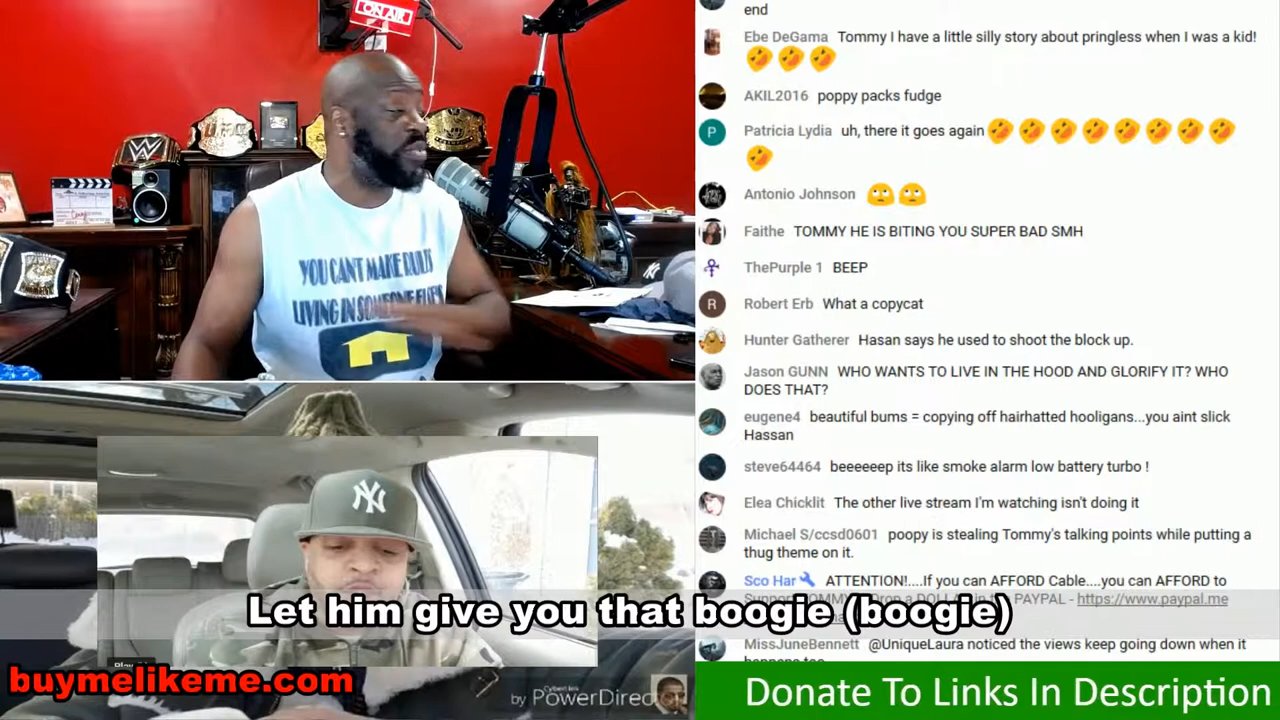 ON AIR
YOU CANT MAKE RULES
LIVING IN SOMEONE ELSE'S
NY
Let him give you that boogie (boogie)
buymelikeme.com
by PowerDirec
end
Ebe DeGama Tommy I have a little silly story about pringless when I was a kid!
🤣🤣🤣
AKIL2016 poppy packs fudge
P
Patricia Lydia uh, there it goes again 🤣🤣🤣🤣🤣🤣🤣🤣
🤣
Antonio Johnson 🙄🙄
Faithe TOMMY HE IS BITING YOU SUPER BAD SMH
ThePurple 1 BEEP
R
Robert Erb What a copycat
Hunter Gatherer Hasan says he used to shoot the block up.
Jason GUNN WHO WANTS TO LIVE IN THE HOOD AND GLORIFY IT? WHO
DOES THAT?
eugene4 beautiful bums = copying off hairhatted hooligans...you aint slick
Hassan
steve64464 beeeeeep its like smoke alarm low battery turbo !
Elea Chicklit The other live stream I'm watching isn't doing it
Michael S/ccsd0601 poopy is stealing Tommy's talking points while putting a
thug theme on it.
Sco Har🔧 ATTENTION!....If you can AFFORD Cable....you can AFFORD to
PAYPAL - https://www.paypal.me
MissJuneBennett @UniqueLaura noticed the views keep going down when it
Donate To Links In Description